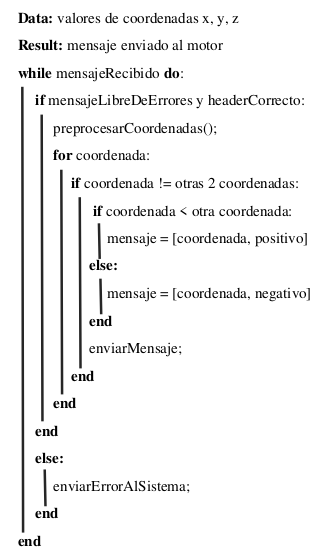 Data: valores de coordenadas x, y, z
Result: mensaje enviado al motor
while mensajeRecibido do:
if mensajeLibreDeErrores y headerCorrecto:
preprocesarCoordenadas();
for coordenada:
if coordenada != otras 2 coordenadas:
if coordenada < otra coordenada:
mensaje = [coordenada, positivo]
else:
mensaje = [coordenada, negativo]
end
enviarMensaje;
end
end
end
else:
enviarErrorAlSistema;
end
end